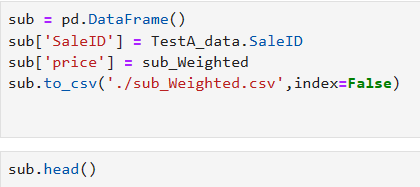 sub = pd.DataFrame()
sub['SaleID'] = TestA_data.SaleID
sub['price'] = sub_Weighted
sub.to_csv('./sub_Weighted.csv',index=False)
sub.head()